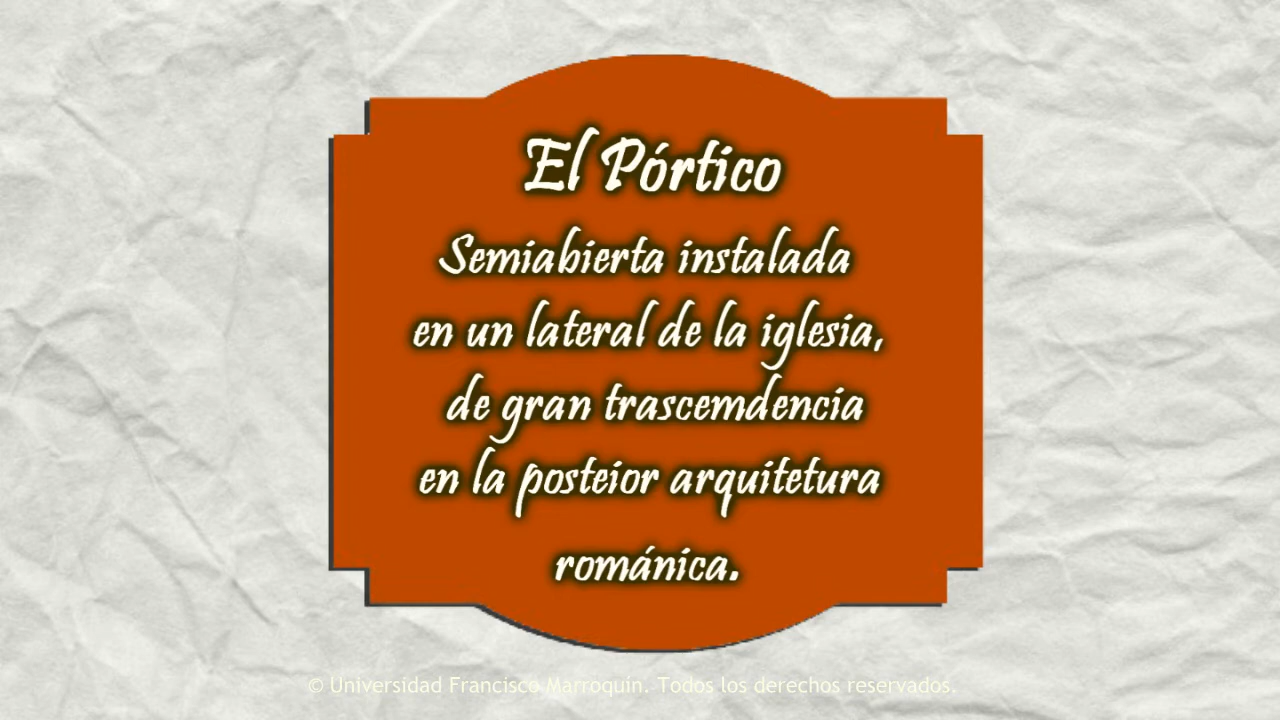 El Pórtico
Semiabierta instalada
en un lateral de la iglesia,
de gran trascemdencia
en la posteior arquitetura
románica.
© Universidad Francisco Marroquín. Todos los derechos reservados.